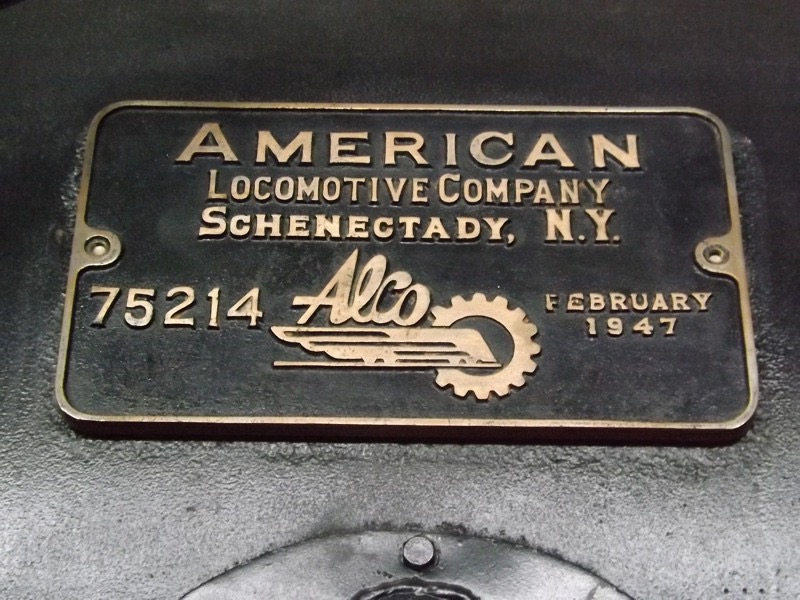 AMERICAN
LOCOMOTIVE COMPANY
SCHENECTADY, N.Y.
75214
Alco
FEBRUARY
1947